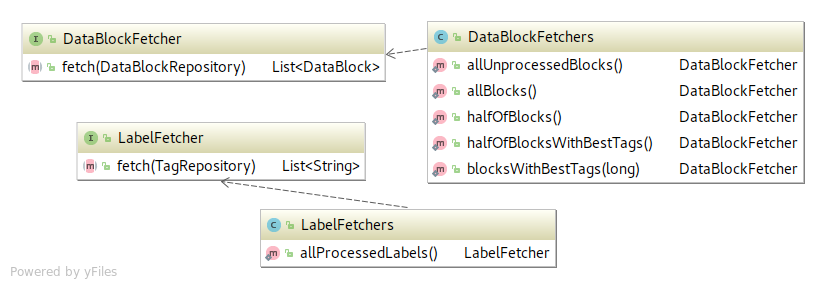 I DataBlockFetcher
m fetch(DataBlockRepository) List<DataBlock>
C DataBlockFetchers
m allUnprocessedBlocks() DataBlockFetcher
m allBlocks() DataBlockFetcher
m halfOfBlocks() DataBlockFetcher
m halfOfBlocksWithBestTags() DataBlockFetcher
m blocksWithBestTags(long) DataBlockFetcher
I LabelFetcher
m fetch(TagRepository) List<String>
C LabelFetchers
m allProcessedLabels() LabelFetcher
Powered by yFiles